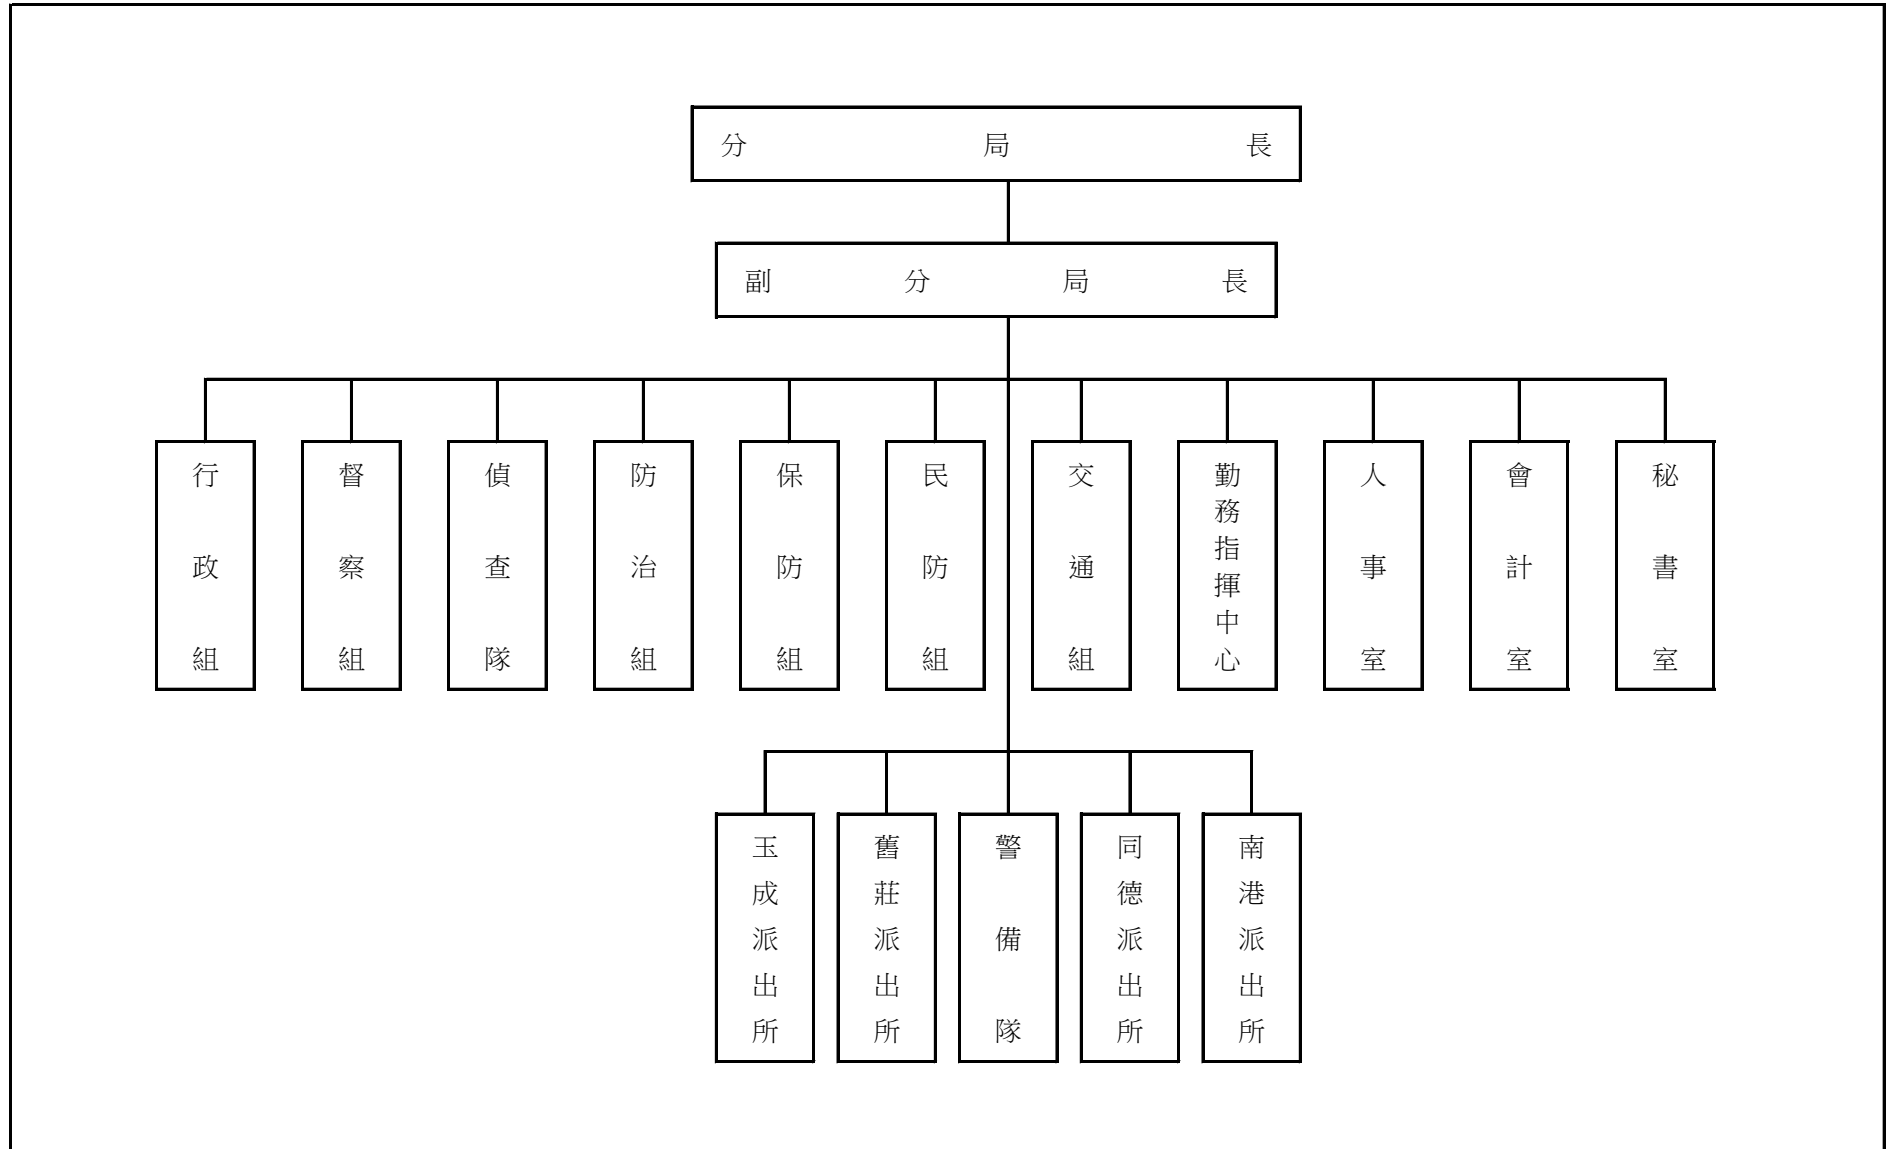 分局長
副分局長
行政組
督察組
偵查隊
防治組
保防組
民防組
交通組
勤務指揮中心
人事室
會計室
秘書室
玉成派出所
舊莊派出所
警備隊
同德派出所
南港派出所